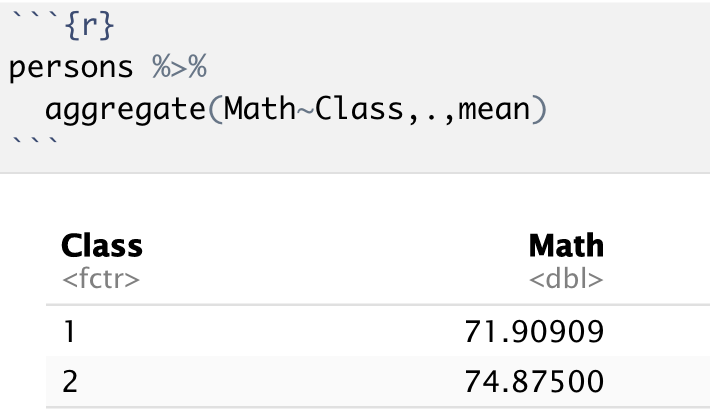 ```{r}
persons %>%
  aggregate(Math~Class,.,mean)
```
Class Math
<fctr> <dbl>
1 71.90909
2 74.87500